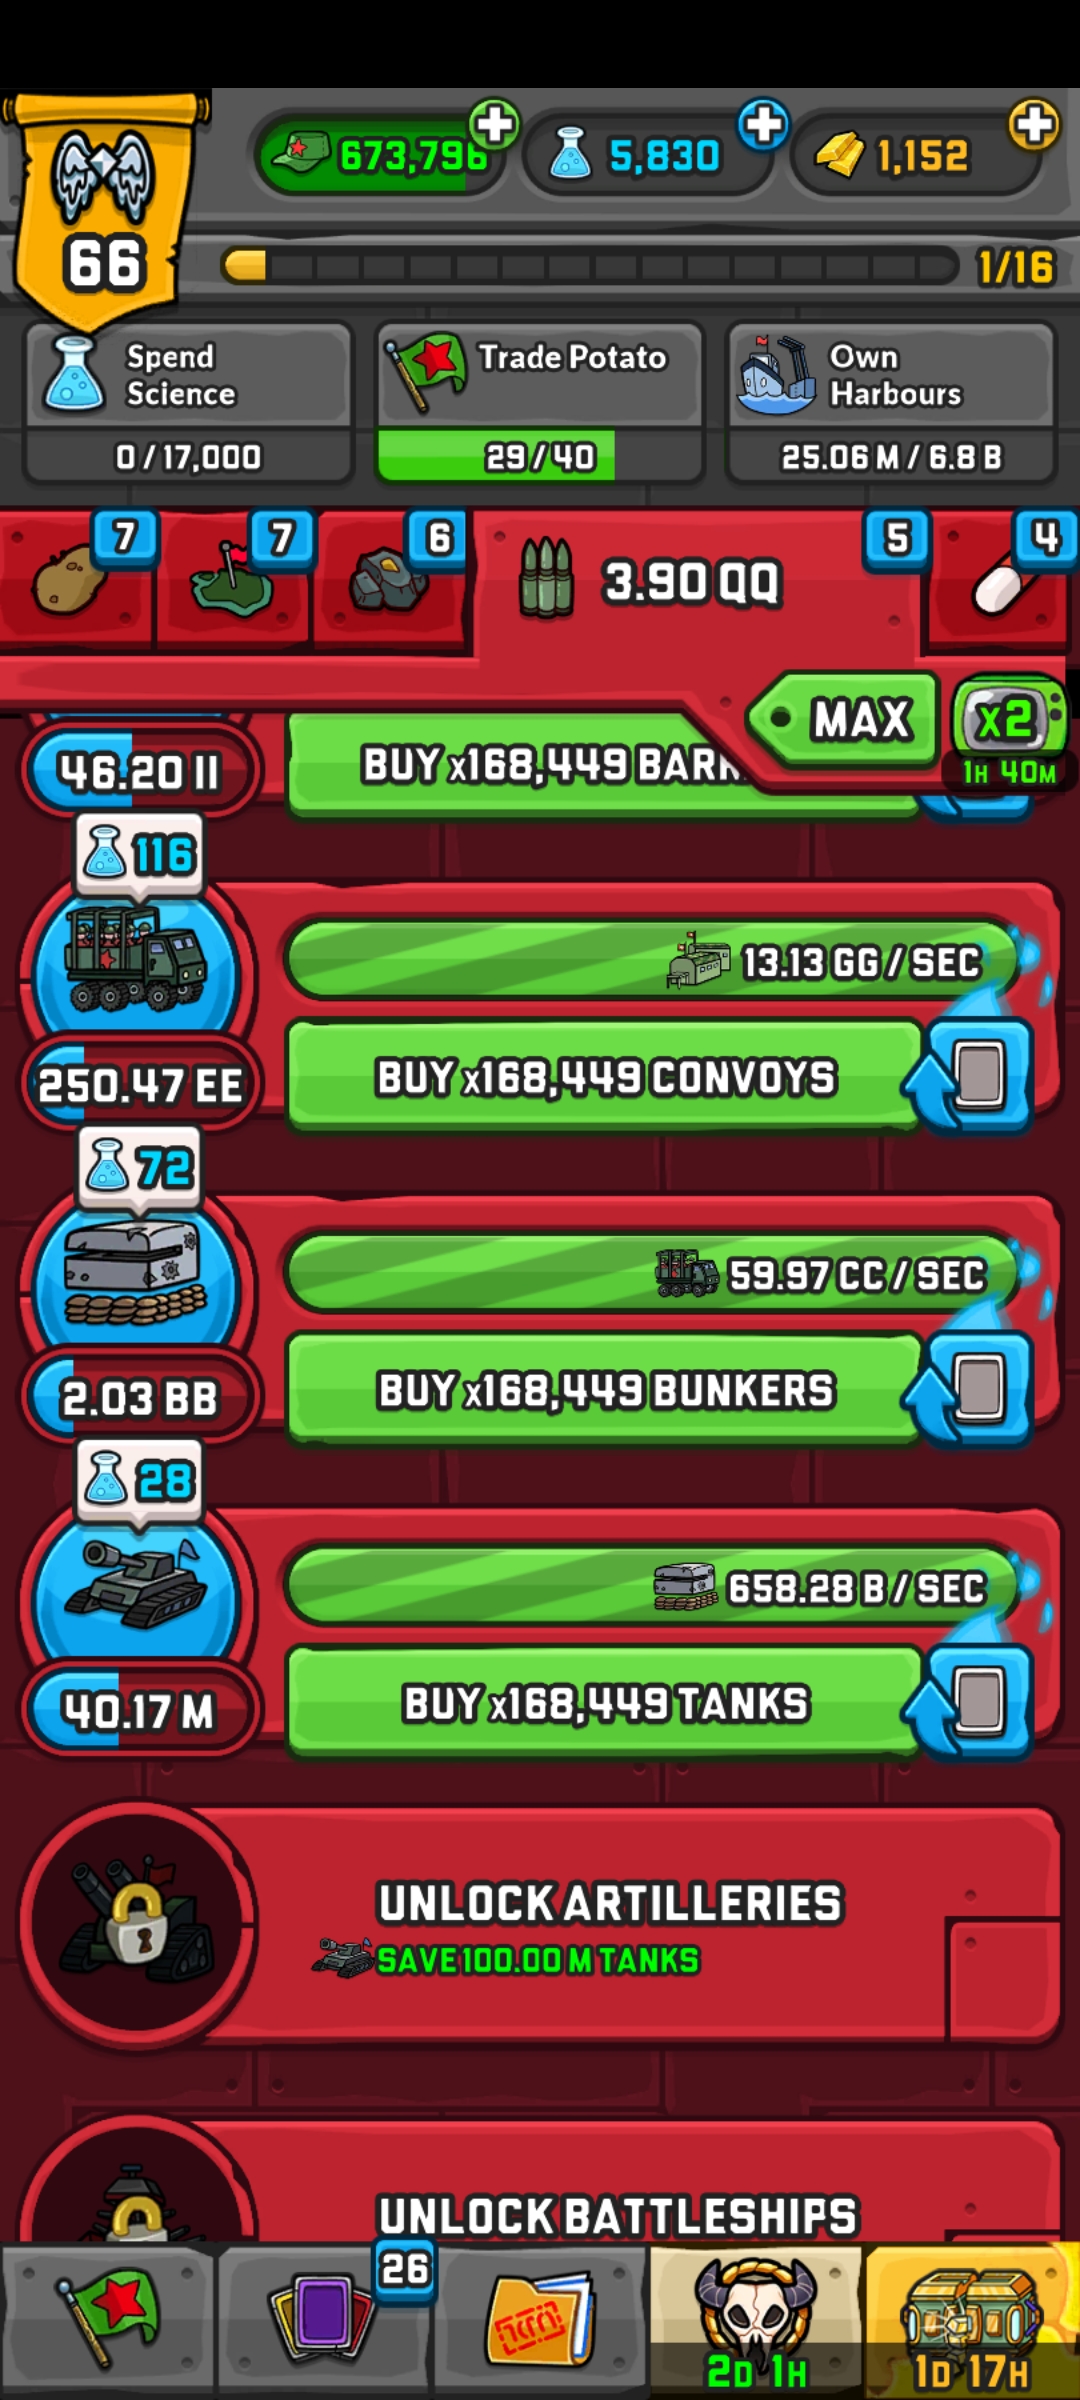 66
673,796
5,830
1,152
1/16
Spend
Science
0/17,000
Trade Potato
29/40
Own
Harbours
25.06 M / 6.8 B
7
7
6
3.90 QQ
5
4
MAX
x2
1H 40M
46.20 II
BUY x168,449 BARR.
116
13.13 GG / SEC
250.47 EE
BUY x168,449 CONVOYS
72
59.97 CC / SEC
2.03 BB
BUY x168,449 BUNKERS
28
658.28 B / SEC
40.17 M
BUY x168,449 TANKS
UNLOCK ARTILLERIES
SAVE 100.00 M TANKS
UNLOCK BATTLESHIPS
26
2D 1H
1D 17H